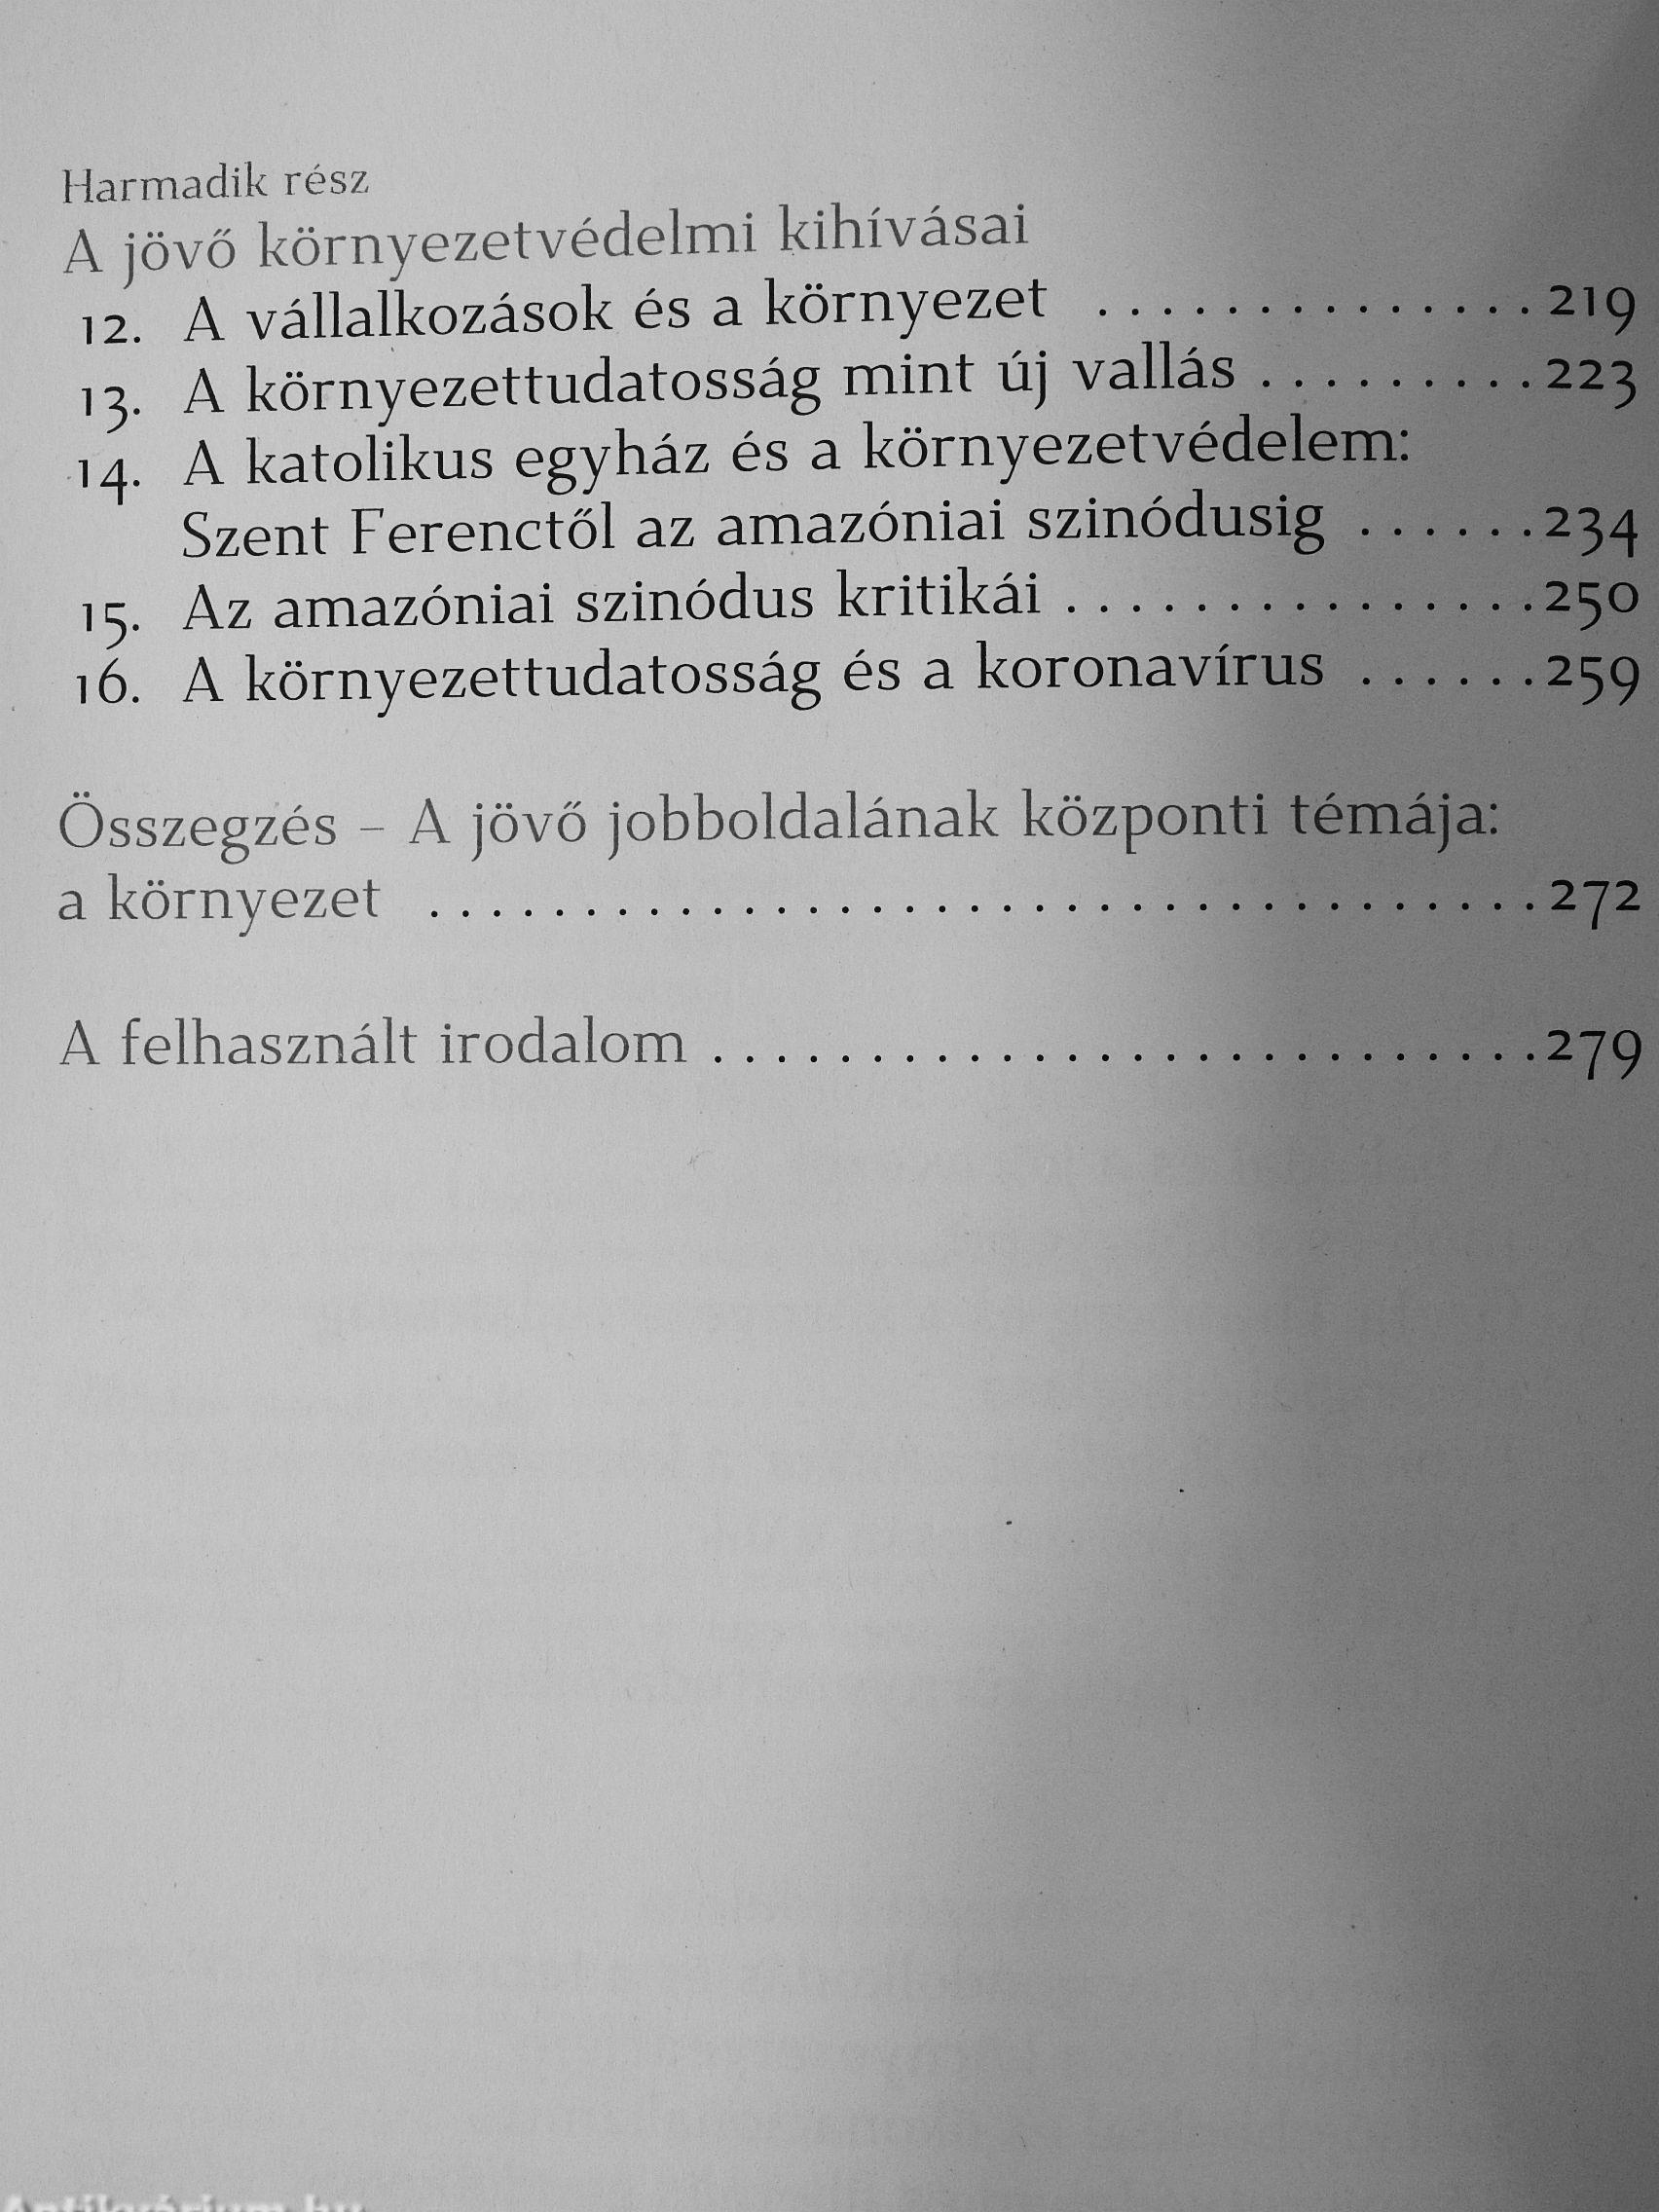 Harmadik rész
A jövő környezetvédelmi kihívásai
12. A vállalkozások és a környezet . . . . . . . . . . . . . . 219
13. A környezettudatosság mint új vallás . . . . . . . . . 223
14. A katolikus egyház és a környezetvédelem:
Szent Ferenctől az amazóniai szinódusig . . . . . . 234
15. Az amazóniai szinódus kritikái . . . . . . . . . . . . . . . 250
16. A környezettudatosság és a koronavírus . . . . . . 259
Összegzés – A jövő jobboldalának központi témája:
a környezet . . . . . . . . . . . . . . . . . . . . . . . . . . . . . . . . . . . 272
A felhasznált irodalom . . . . . . . . . . . . . . . . . . . . . . . . . . 279
Antikvárium.hu